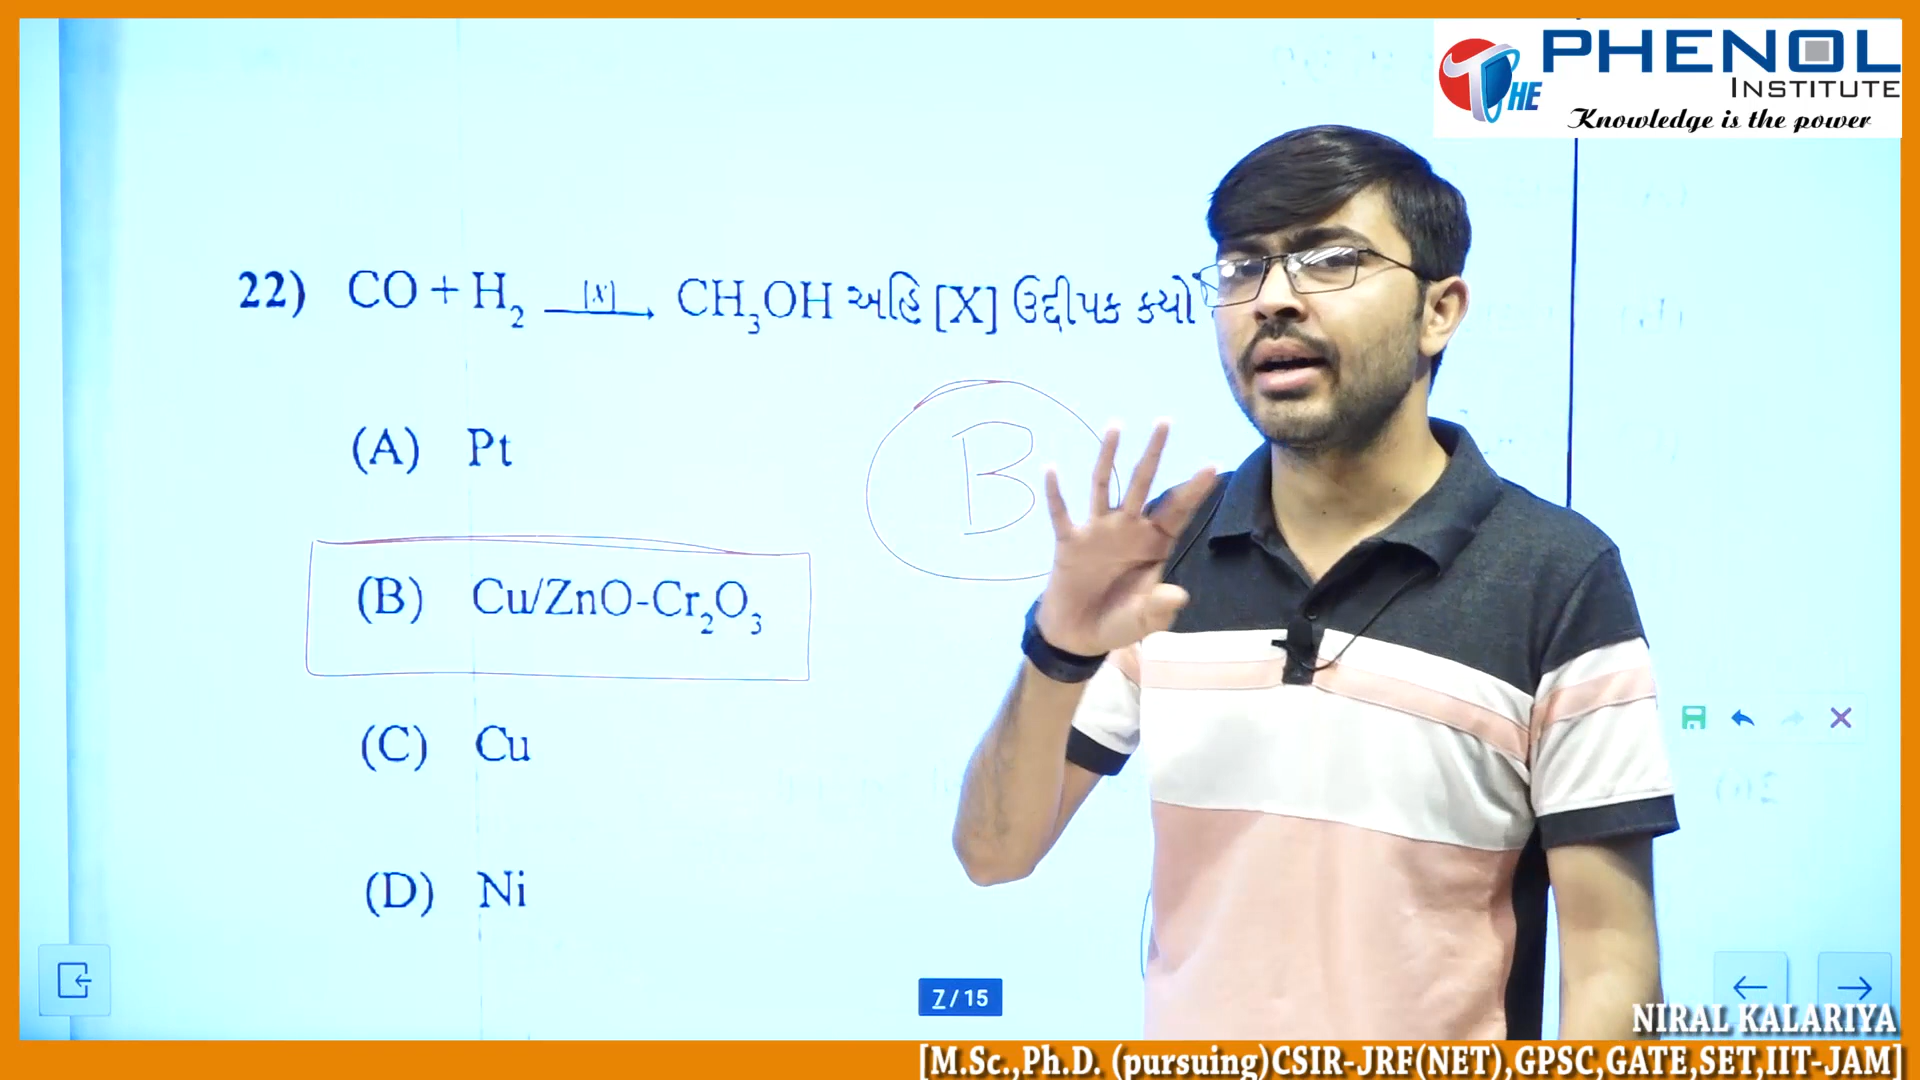 THE PHENOL
INSTITUTE
Knowledge is the power
22) CO + H₂ —[X]→ CH₃OH અહિ [X] ઉદ્દીપક કયો
(A) Pt
B
(B) Cu/ZnO-Cr₂O₃
(C) Cu
(D) Ni
7/15
NIRAL KALARIYA
[M.Sc.,Ph.D. (pursuing)CSIR-JRF(NET),GPSC,GATE,SET,IIT-JAM]